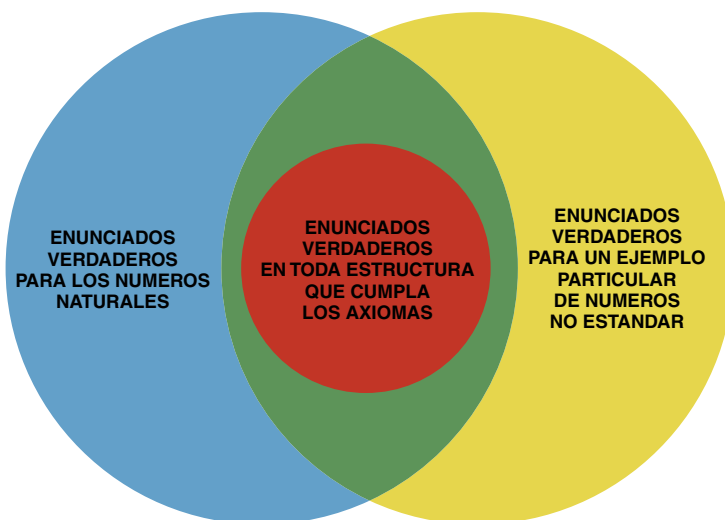 ENUNCIADOS
VERDADEROS
PARA LOS NUMEROS
NATURALES
ENUNCIADOS
VERDADEROS
EN TODA ESTRUCTURA
QUE CUMPLA
LOS AXIOMAS
ENUNCIADOS
VERDADEROS
PARA UN EJEMPLO
PARTICULAR
DE NUMEROS
NO ESTANDAR